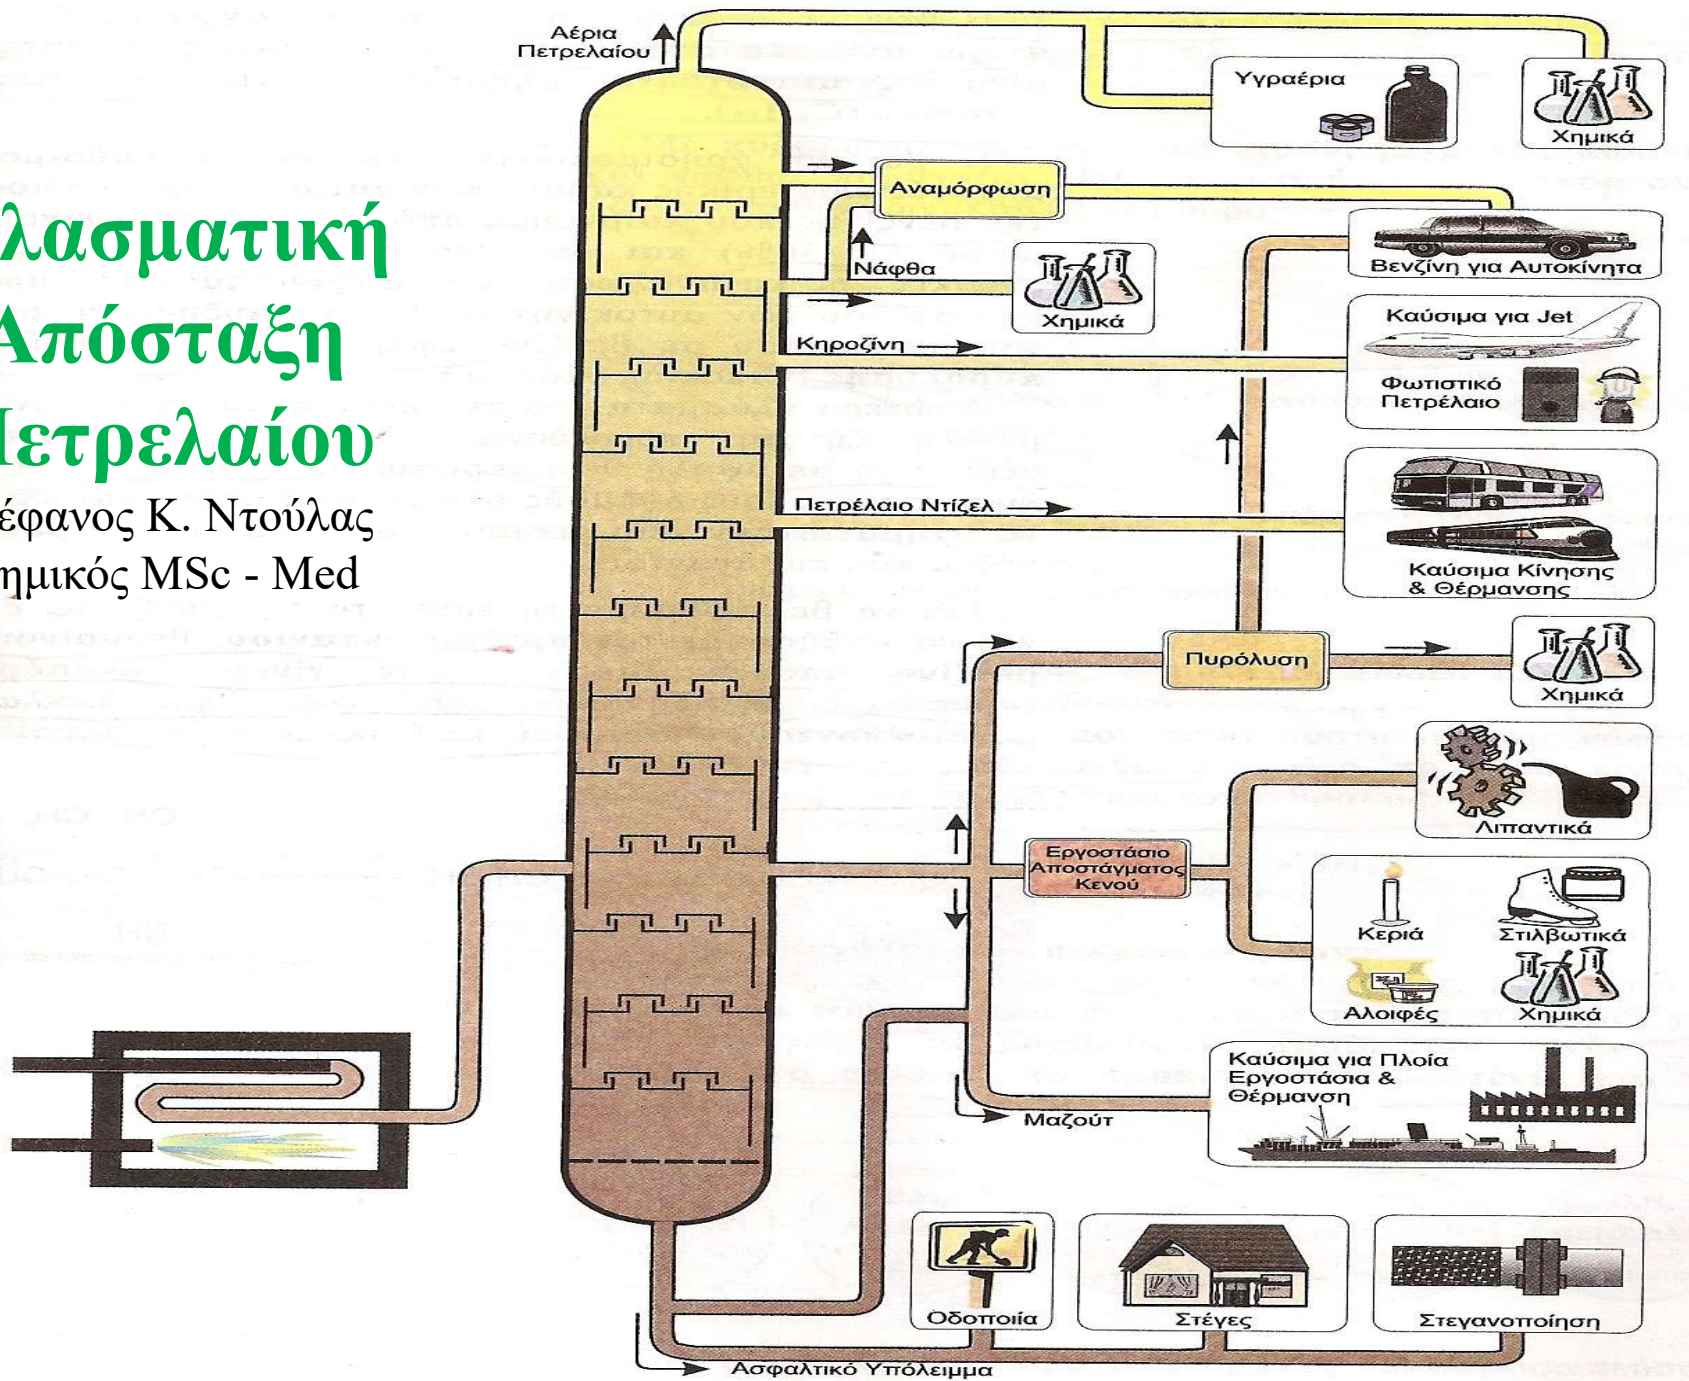 λασματική
Απόσταξη
Πετρελαίου
έφανος Κ. Ντούλας
ημικός MSc - Med
Αέρια
Πετρελαίου
Υγραέρια
Χημικά
Αναμόρφωση
Νάφθα
Χημικά
Βενζίνη για Αυτοκίνητα
Κηροζίνη
Καύσιμα για Jet
Φωτιστικό
Πετρέλαιο
Πετρέλαιο Ντίζελ
Καύσιμα Κίνησης
& Θέρμανσης
Πυρόλυση
Χημικά
Λιπαντικά
Εργοστάσιο
Αποστάγματος
Κενού
Κεριά
Στιλβωτικά
Αλοιφές
Χημικά
Καύσιμα για Πλοία
Εργοστάσια &
Θέρμανση
Μαζούτ
Οδοποιία
Στέγες
Στεγανοποίηση
Ασφαλτικό Υπόλειμμα